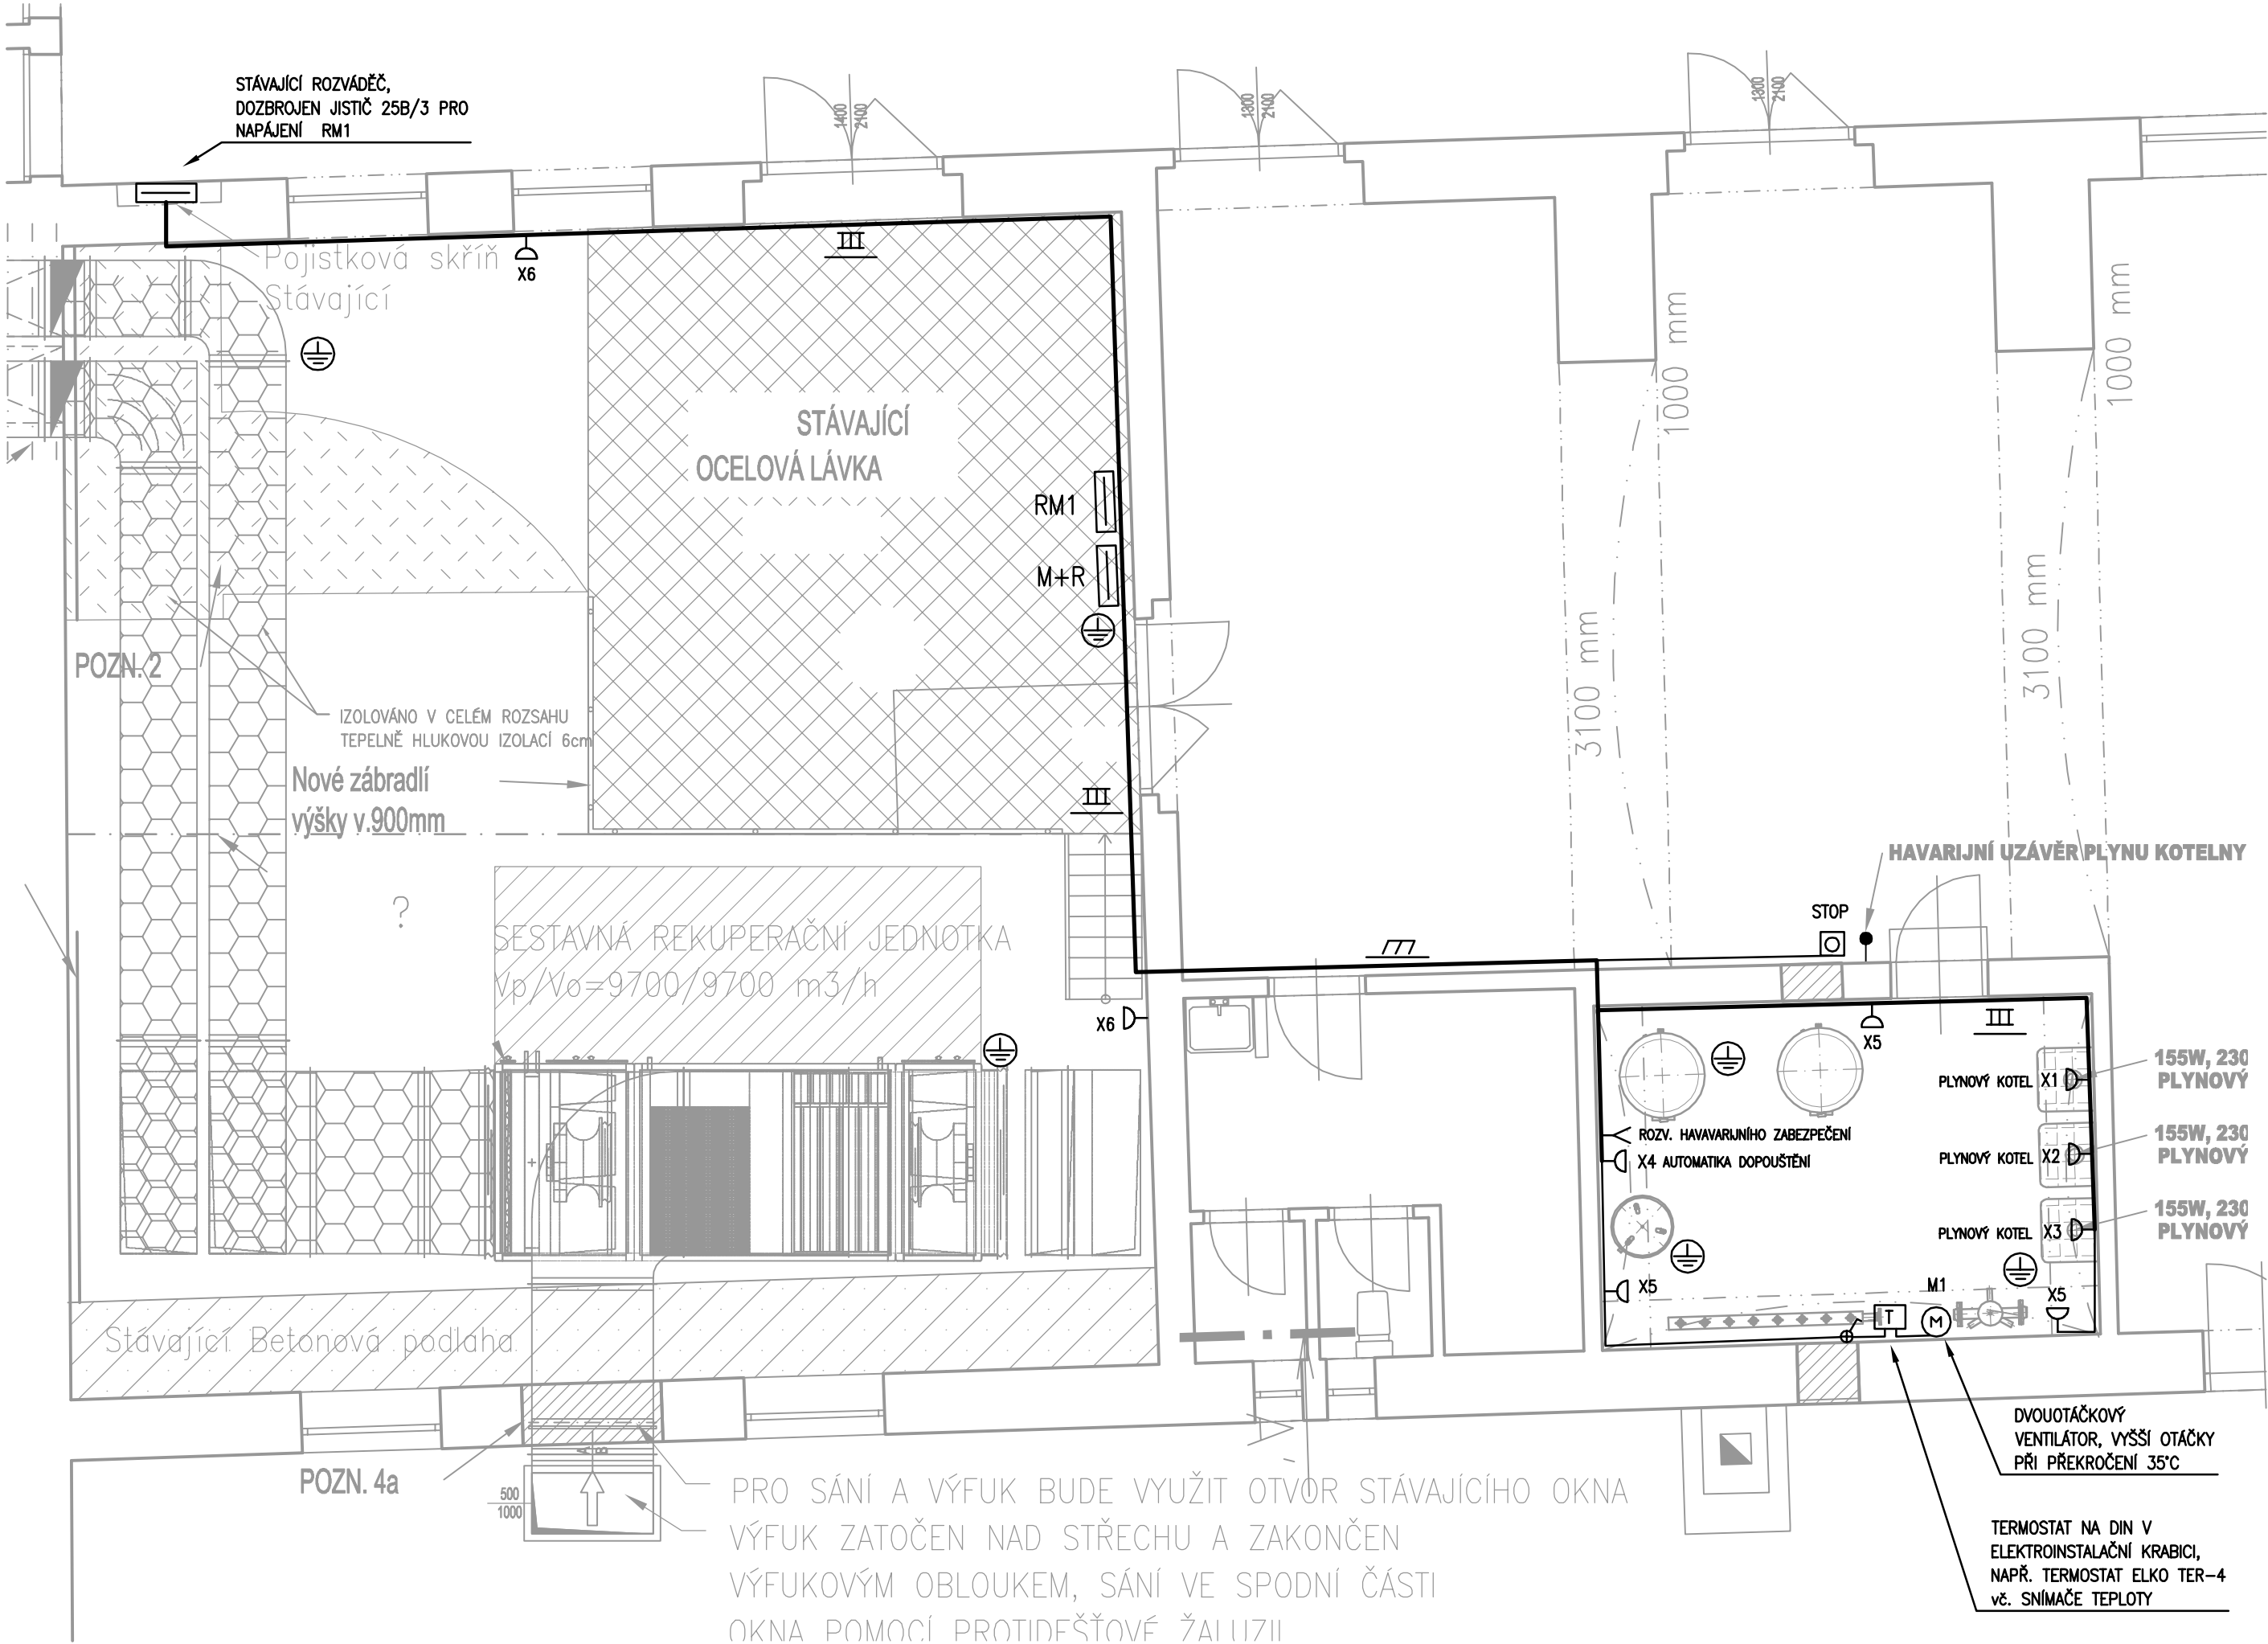 STÁVAJÍCÍ ROZVÁDĚČ,
DOZBROJEN JISTIČ 25B/3 PRO
NAPÁJENÍ RM1
1400
2100
1300
2100
1300
2100
Pojistková skříň
Stávající
X6
III
STÁVAJÍCÍ
OCELOVÁ LÁVKA
RM1
M+R
1000 mm
1000 mm
3100 mm
3100 mm
POZN. 2
IZOLOVÁNO V CELÉM ROZSAHU
TEPELNĚ HLUKOVOU IZOLACÍ 6cm
Nové zábradlí
výšky v.900mm
III
?
SESTAVNÁ REKUPERAČNÍ JEDNOTKA
Vp/Vo=9700/9700 m3/h
X6
HAVARIJNÍ UZÁVĚR PLYNU KOTELNY
STOP
X5
III
PLYNOVÝ KOTEL X1
155W, 230
PLYNOVÝ
PLYNOVÝ KOTEL X2
155W, 230
PLYNOVÝ
PLYNOVÝ KOTEL X3
155W, 230
PLYNOVÝ
ROZV. HAVAVARIJNÍHO ZABEZPEČENÍ
X4 AUTOMATIKA DOPOUŠTĚNÍ
X5
T
M1
M
X5
Stávající Betonová podlaha
POZN. 4a
500
1000
PRO SÁNÍ A VÝFUK BUDE VYUŽIT OTVOR STÁVAJÍCÍHO OKNA
VÝFUK ZATOČEN NAD STŘECHU A ZAKONČEN
VÝFUKOVÝM OBLOUKEM, SÁNÍ VE SPODNÍ ČÁSTI
OKNA POMOCÍ PROTIDEŠŤOVÉ ŽALUZII
DVOUOTÁČKOVÝ
VENTILÁTOR, VYŠŠÍ OTÁČKY
PŘI PŘEKROČENÍ 35°C
TERMOSTAT NA DIN V
ELEKTROINSTALAČNÍ KRABICI,
NAPŘ. TERMOSTAT ELKO TER-4
vč. SNÍMAČE TEPLOTY